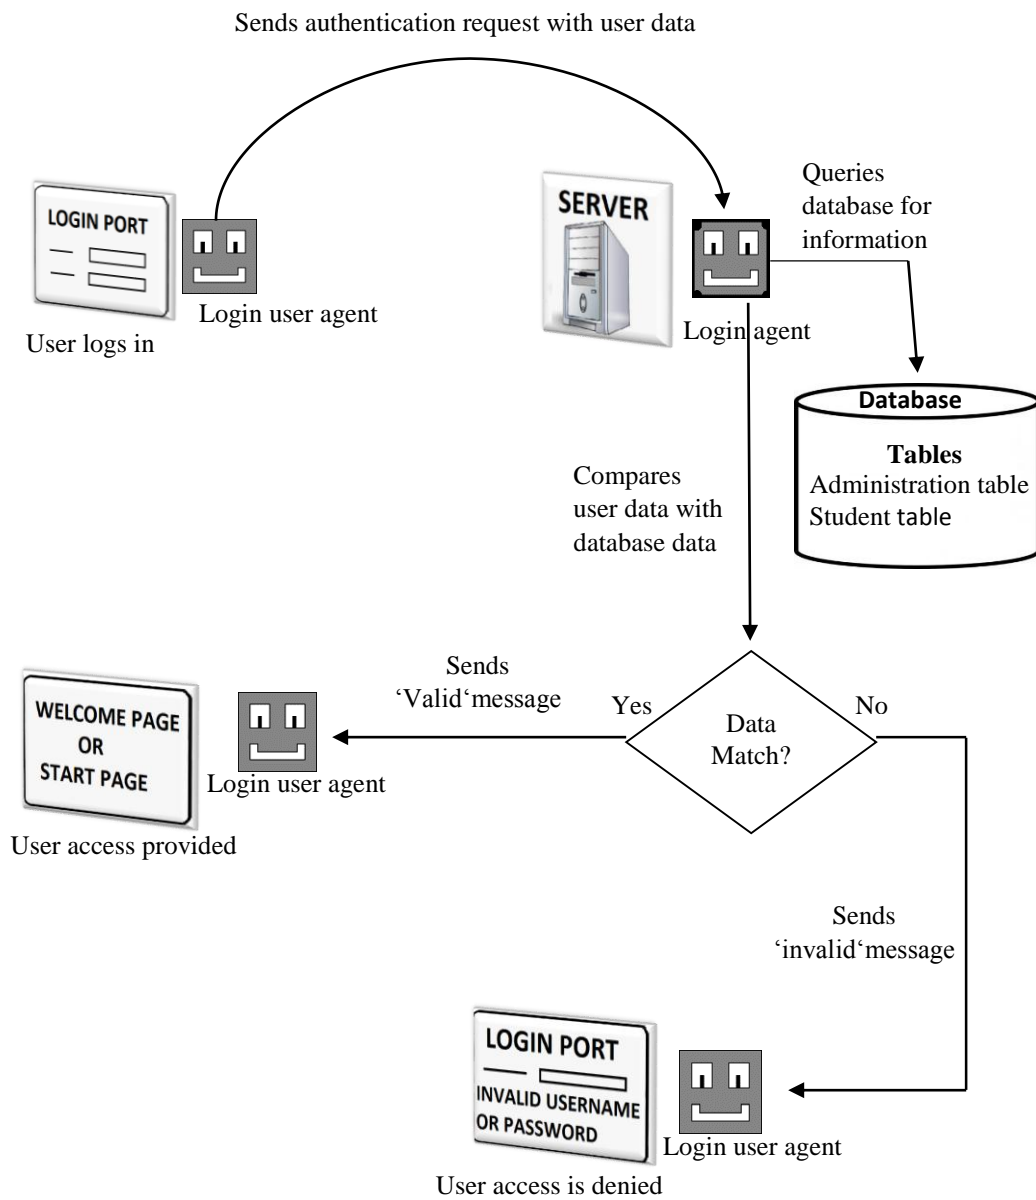 Sends authentication request with user data
LOGIN PORT
Login user agent
User logs in
SERVER
Login agent
Queries
database for
information
Database
Tables
Administration table
Student table
Compares
user data with
database data
Data
Match?
Yes
No
Sends
‘Valid‘message
WELCOME PAGE
OR
START PAGE
Login user agent
User access provided
Sends
‘invalid‘message
LOGIN PORT
INVALID USERNAME
OR PASSWORD
Login user agent
User access is denied